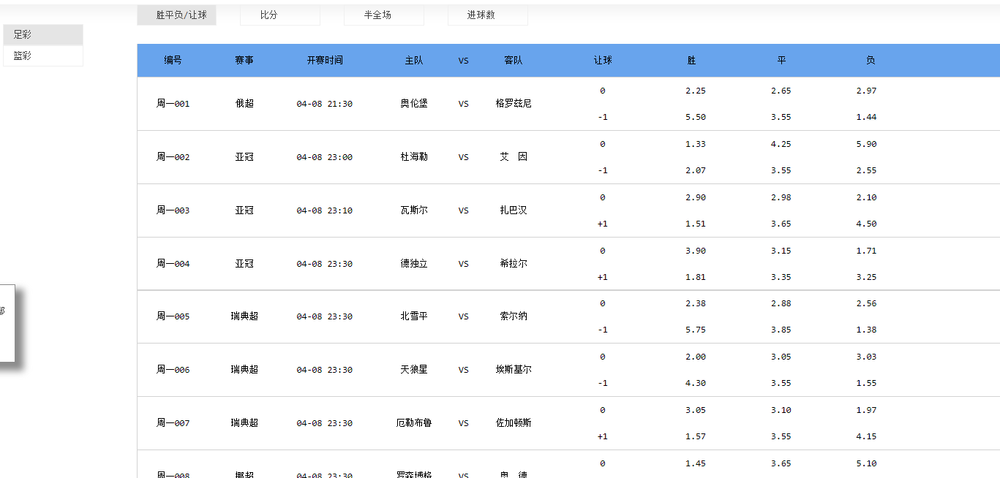 胜平负/让球 比分 半全场 进球数
足彩
篮彩
编号 赛事 开赛时间 主队 VS 客队 让球 胜 平 负
0 2.25 2.65 2.97
周一001 俄超 04-08 21:30 奥伦堡 VS 格罗兹尼
-1 5.50 3.55 1.44
0 1.33 4.25 5.90
周一002 亚冠 04-08 23:00 杜海勒 VS 艾 因
-1 2.07 3.55 2.55
0 2.90 2.98 2.10
周一003 亚冠 04-08 23:10 瓦斯尔 VS 扎巴汉
+1 1.51 3.65 4.50
0 3.90 3.15 1.71
周一004 亚冠 04-08 23:30 德独立 VS 希拉尔
+1 1.81 3.35 3.25
0 2.38 2.88 2.56
周一005 瑞典超 04-08 23:30 北雪平 VS 索尔纳
-1 5.75 3.85 1.38
0 2.00 3.05 3.03
周一006 瑞典超 04-08 23:30 天狼星 VS 埃斯基尔
-1 4.30 3.55 1.55
0 3.05 3.10 1.97
周一007 瑞典超 04-08 23:30 厄勒布鲁 VS 佐加顿斯
+1 1.57 3.55 4.15
0 1.45 3.65 5.10
周一008 挪超 04-08 23:30 罗森博格 VS 奥 德